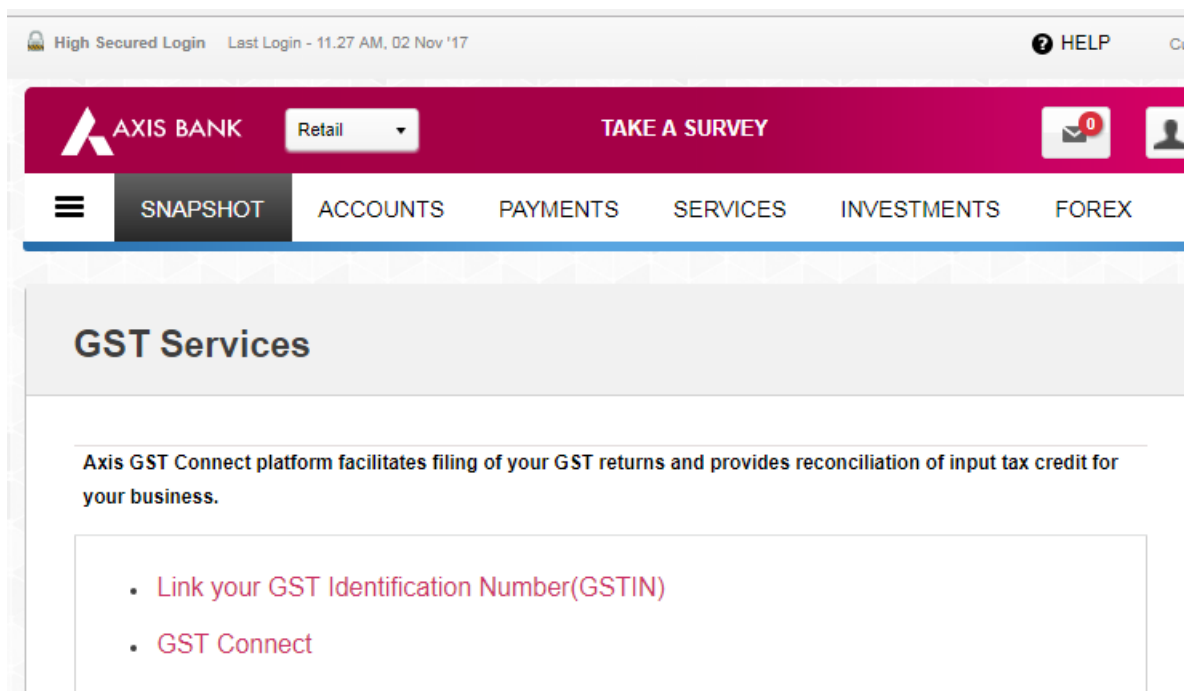 High Secured Login Last Login - 11.27 AM, 02 Nov '17 HELP
AXIS BANK Retail TAKE A SURVEY 0
SNAPSHOT ACCOUNTS PAYMENTS SERVICES INVESTMENTS FOREX
GST Services
Axis GST Connect platform facilitates filing of your GST returns and provides reconciliation of input tax credit for
your business.
• Link your GST Identification Number(GSTIN)
• GST Connect